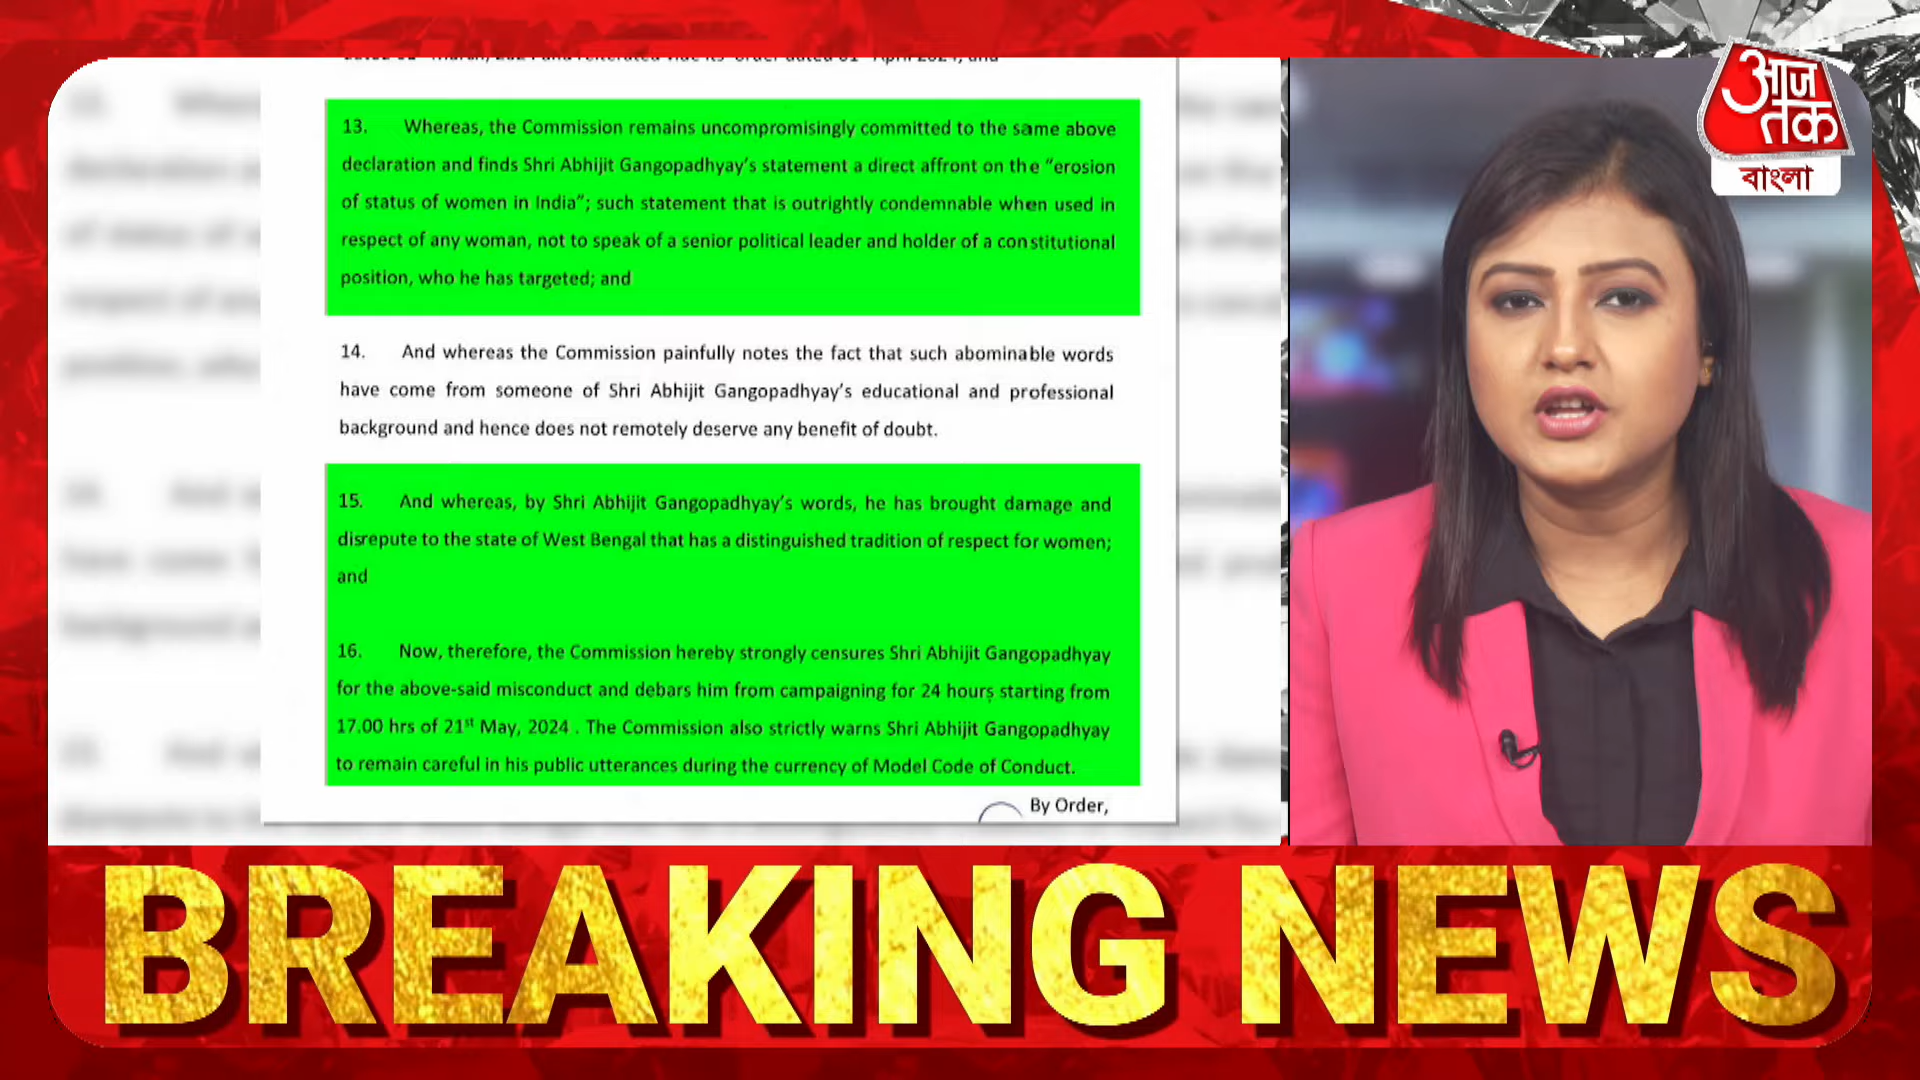 13. Whereas, the Commission remains uncompromisingly committed to the same above
declaration and finds Shri Abhijit Gangopadhyay's statement a direct affront on the "erosion
of status of women in India"; such statement that is outrightly condemnable when used in
respect of any woman, not to speak of a senior political leader and holder of a constitutional
position, who he has targeted; and
14. And whereas the Commission painfully notes the fact that such abominable words
have come from someone of Shri Abhijit Gangopadhyay's educational and professional
background and hence does not remotely deserve any benefit of doubt.
15. And whereas, by Shri Abhijit Gangopadhyay's words, he has brought damage and
disrepute to the state of West Bengal that has a distinguished tradition of respect for women;
and
16. Now, therefore, the Commission hereby strongly censures Shri Abhijit Gangopadhyay
for the above-said misconduct and debars him from campaigning for 24 hours starting from
17.00 hrs of 21st May, 2024 . The Commission also strictly warns Shri Abhijit Gangopadhyay
to remain careful in his public utterances during the currency of Model Code of Conduct.
By Order,
आज
तक
বাংলা
BREAKING NEWS